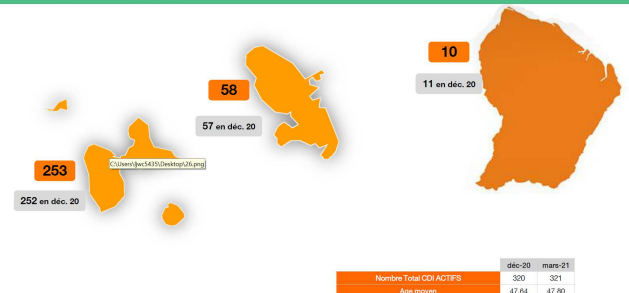 10
11 en déc. 20
58
57 en déc. 20
C:\Users\ljwc5435\Desktop\26.png
253
252 en déc. 20
déc-20 mars-21
Nombre Total CDI ACTIFS 320 321
Age moyen 47,64 47,80